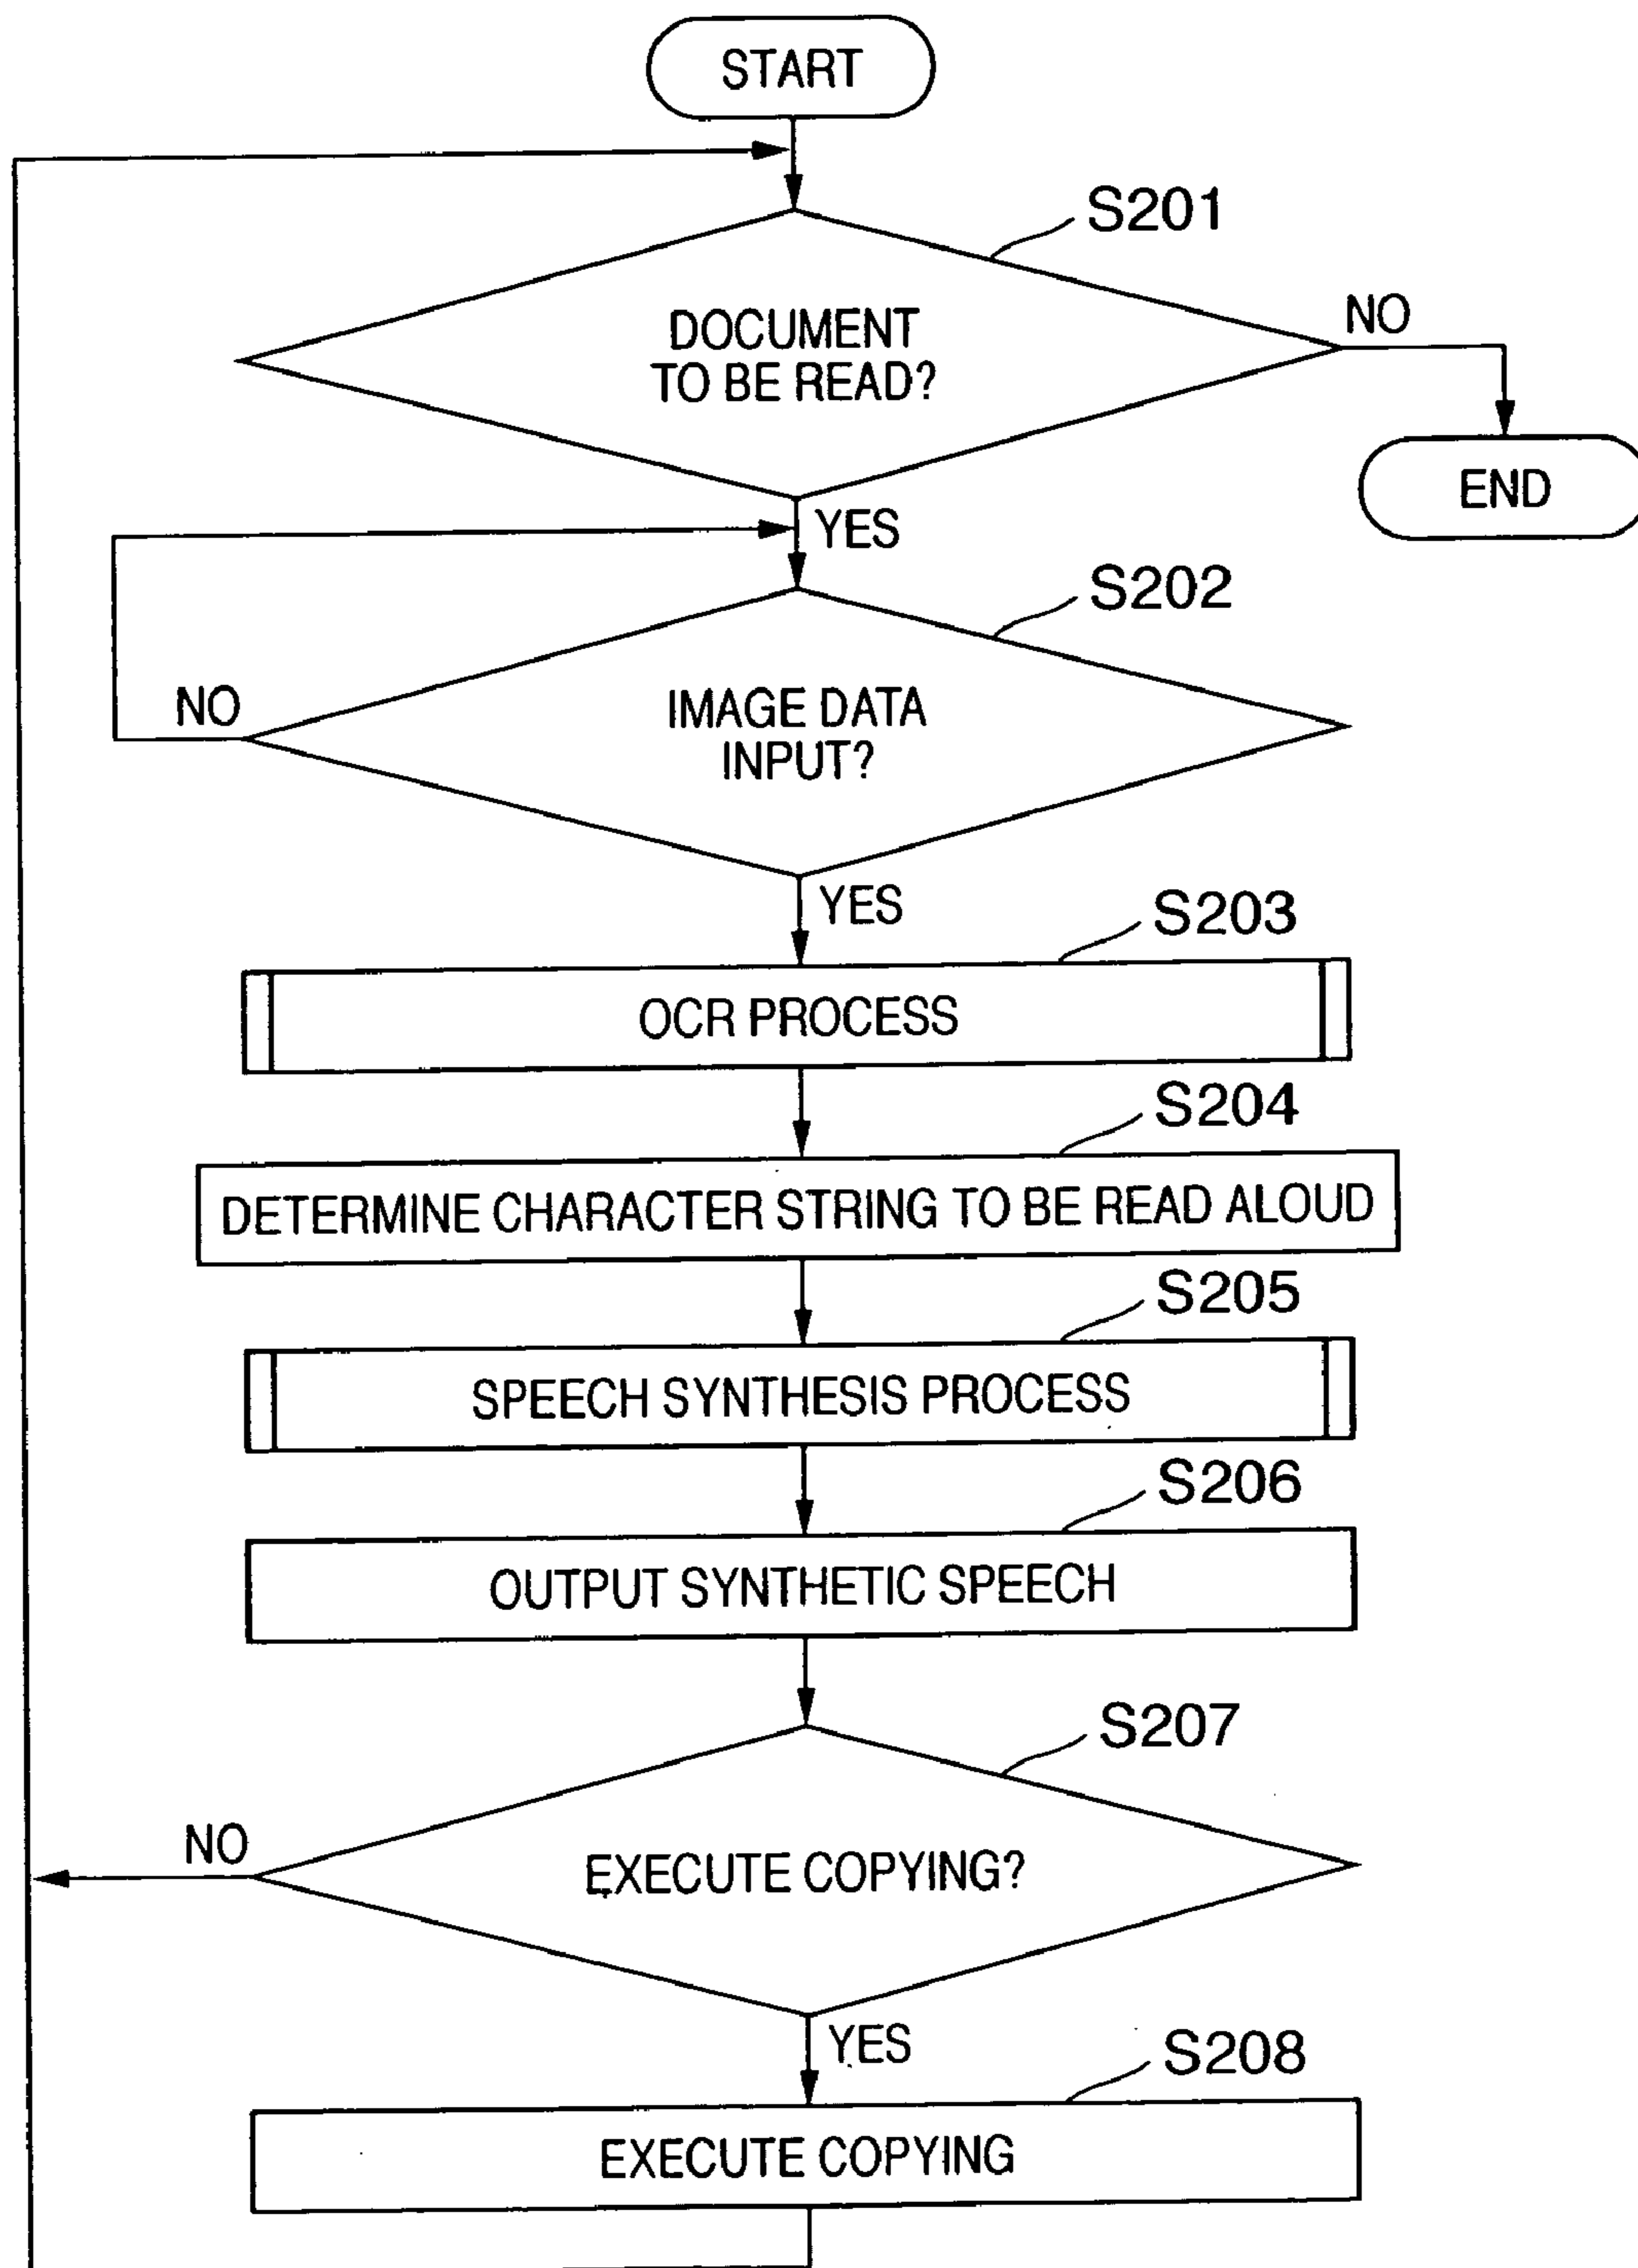 START
S201
DOCUMENT
TO BE READ?
NO
END
YES
S202
NO
IMAGE DATA
INPUT?
YES
S203
OCR PROCESS
S204
DETERMINE CHARACTER STRING TO BE READ ALOUD
S205
SPEECH SYNTHESIS PROCESS
S206
OUTPUT SYNTHETIC SPEECH
S207
NO
EXECUTE COPYING?
YES
S208
EXECUTE COPYING